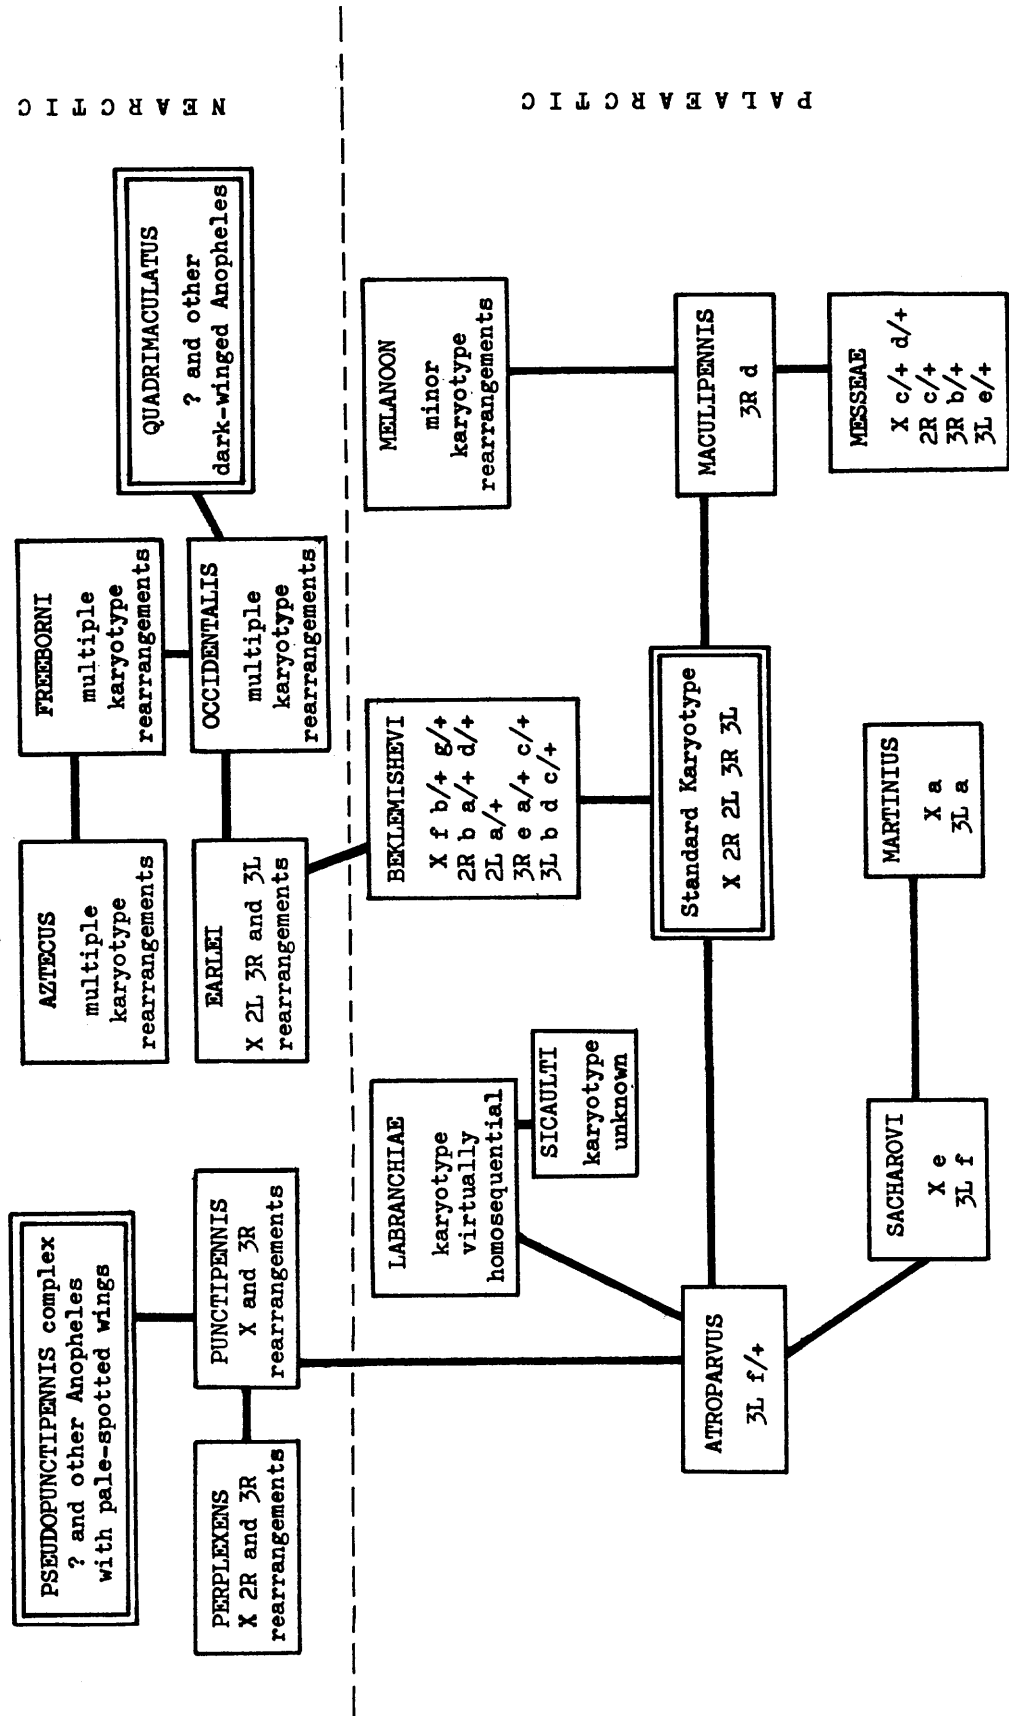 NEARCTIC
PSEUDOPUNCTIPENNIS complex
? and other Anopheles
with pale-spotted wings
PERPLEXENS
X 2R and 3R
rearrangements
PUNCTIPENNIS
X and 3R
rearrangements
AZTECUS
multiple
karyotype
rearrangements
FREEBORNI
multiple
karyotype
rearrangements
EARLEI
X 2L 3R and 3L
rearrangements
OCCIDENTALIS
multiple
karyotype
rearrangements
QUADRIMACULATUS
? and other
dark-winged Anopheles
PALAEARCTIC
LABRANCHIAE
karyotype
virtually
homosequential
SICAULTI
karyotype
unknown
BEKLEMISHEVI
X f b/+ g/+
2R b a/+ d/+
2L a/+
3R e a/+ c/+
3L b d c/+
MELANOON
minor
karyotype
rearrangements
ATROPARVUS
3L f/+
Standard Karyotype
X 2R 2L 3R 3L
MACULIPENNIS
3R d
SACHAROVI
X e
3L f
MARTINIUS
X a
3L a
MESSEAE
X c/+ d/+
2R c/+
3R b/+
3L e/+